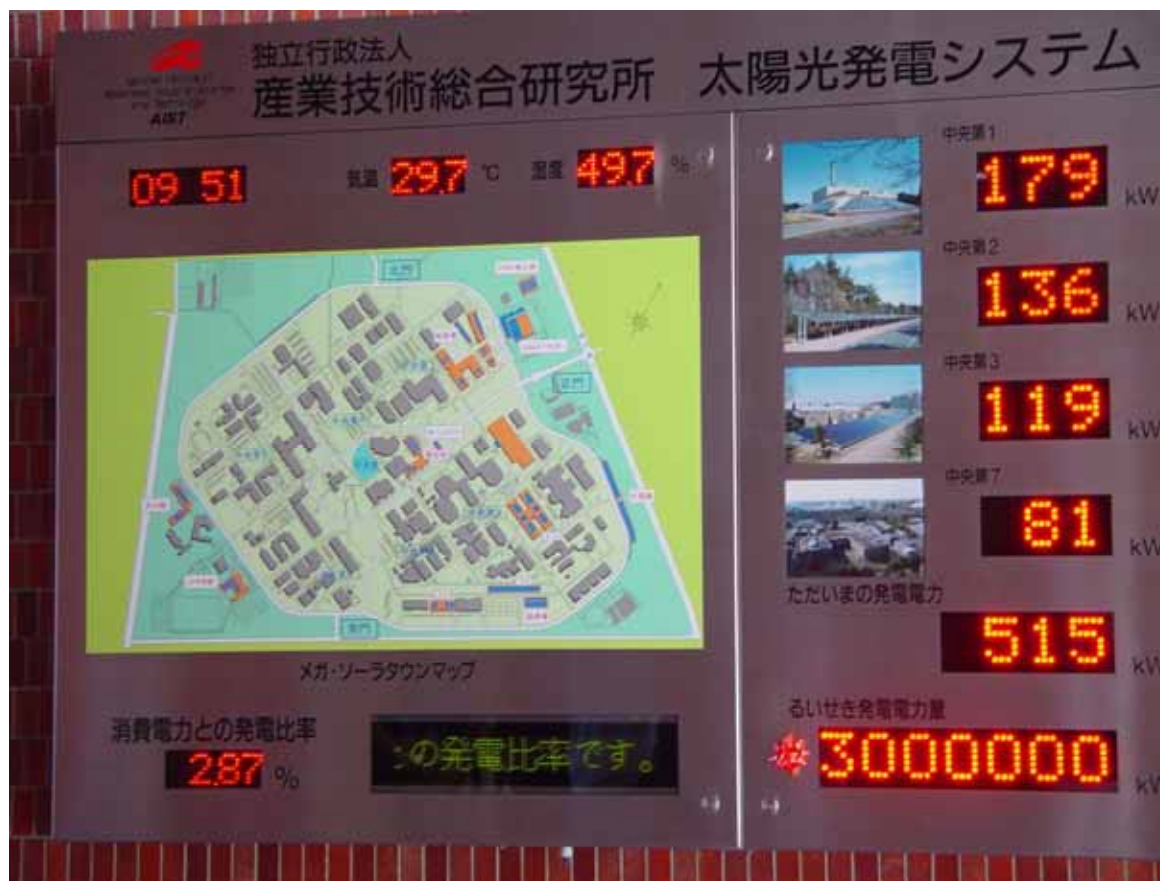 AIST
独立行政法人
産業技術総合研究所 太陽光発電システム
09 51
気温 29.7 ℃ 湿度 49.7 %
北門
正門
メガ・ソーラタウンマップ
消費電力との発電比率
2.87 %
の発電比率です。
中央第1
179 kW
中央第2
136 kW
中央第3
119 kW
中央第7
81 kW
ただいまの発電電力
515 kW
るいせき発電電力量
3000000 kW